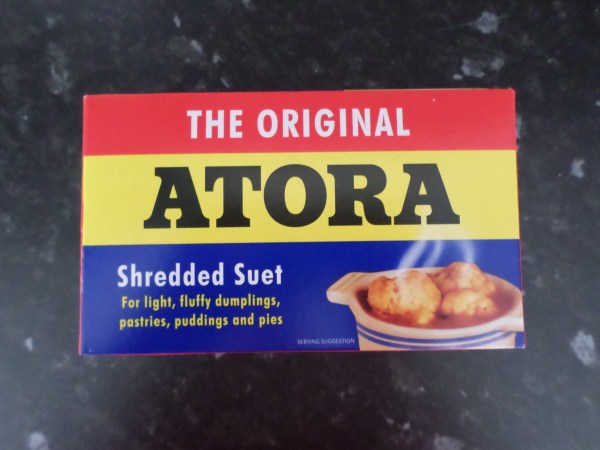 THE ORIGINAL
ATORA
Shredded Suet
For light, fluffy dumplings,
pastries, puddings and pies
SERVING SUGGESTION